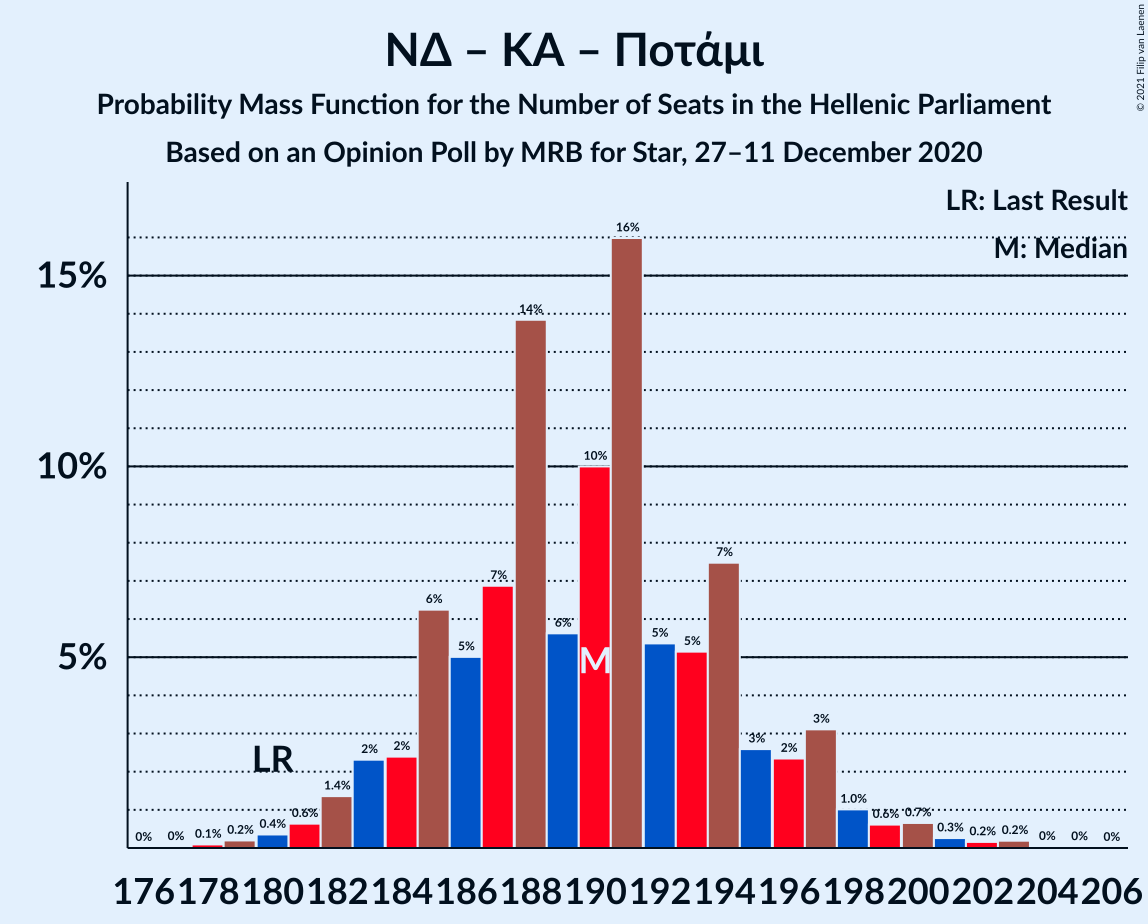 ΝΔ – ΚΑ – Ποτάμι
Probability Mass Function for the Number of Seats in the Hellenic Parliament
Based on an Opinion Poll by MRB for Star, 27–11 December 2020
© 2021 Filip van Laenen
LR: Last Result
M: Median
15%
10%
5%
0% 0% 0.1% 0.2% 0.4% 0.6% 1.4% 2% 2% 6% 5% 7% 14% 6% 10% 16% 5% 5% 7% 3% 2% 3% 1.0% 0.6% 0.7% 0.3% 0.2% 0.2% 0% 0% 0%
LR
M
176 178 180 182 184 186 188 190 192 194 196 198 200 202 204 206